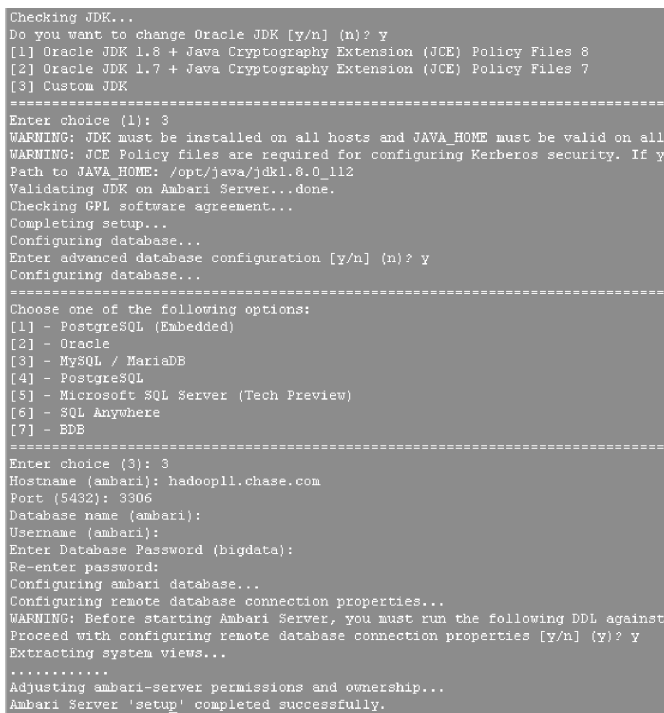 Checking JDK...
Do you want to change Oracle JDK [y/n] (n)? y
[1] Oracle JDK 1.8 + Java Cryptography Extension (JCE) Policy Files 8
[2] Oracle JDK 1.7 + Java Cryptography Extension (JCE) Policy Files 7
[3] Custom JDK
==============================================================================
Enter choice (1): 3
WARNING: JDK must be installed on all hosts and JAVA_HOME must be valid on all
WARNING: JCE Policy files are required for configuring Kerberos security. If y
Path to JAVA_HOME: /opt/java/jdk1.8.0_112
Validating JDK on Ambari Server...done.
Checking GPL software agreement...
Completing setup...
Configuring database...
Enter advanced database configuration [y/n] (n)? y
Configuring database...
==============================================================================
Choose one of the following options:
[1] - PostgreSQL (Embedded)
[2] - Oracle
[3] - MySQL / MariaDB
[4] - PostgreSQL
[5] - Microsoft SQL Server (Tech Preview)
[6] - SQL Anywhere
[7] - BDB
==============================================================================
Enter choice (3): 3
Hostname (ambari): hadoop11.chase.com
Port (5432): 3306
Database name (ambari):
Username (ambari):
Enter Database Password (bigdata):
Re-enter password:
Configuring ambari database...
Configuring remote database connection properties...
WARNING: Before starting Ambari Server, you must run the following DDL against
Proceed with configuring remote database connection properties [y/n] (y)? y
Extracting system views...
............
Adjusting ambari-server permissions and ownership...
Ambari Server 'setup' completed successfully.